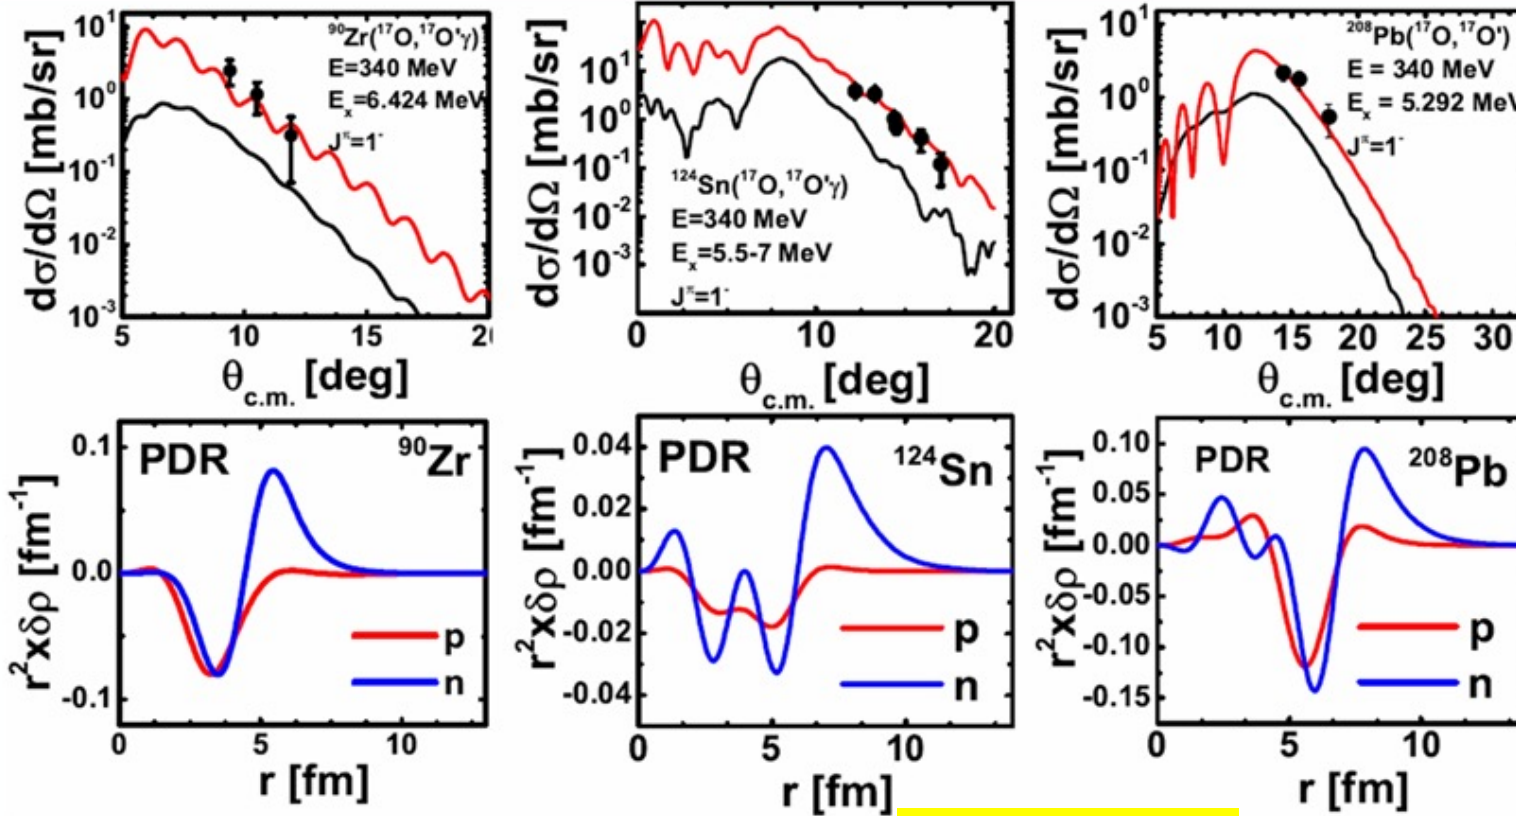 dσ/dΩ [mb/sr]
10¹
10⁰
10⁻¹
10⁻²
10⁻³
⁹⁰Zr(¹⁷O,¹⁷O'γ)
E=340 MeV
Eₓ=6.424 MeV
Jᵖ=1⁻
5 10 15 20
θc.m. [deg]
dσ/dΩ [mb/sr]
10¹
10⁰
10⁻¹
10⁻²
10⁻³
¹²⁴Sn(¹⁷O,¹⁷O'γ)
E=340 MeV
Eₓ=5.5-7 MeV
J^π=1⁻
0 10 20
θc.m. [deg]
dσ/dΩ [mb/sr]
10¹
10⁰
10⁻¹
10⁻²
10⁻³
²⁰⁸Pb(¹⁷O,¹⁷O')
E = 340 MeV
Eₓ = 5.292 MeV
J^π=1⁻
5 10 15 20 25 30
θc.m. [deg]
r²xδρ [fm⁻¹]
0.1
0.0
-0.1
PDR ⁹⁰Zr
p
n
0 5 10
r [fm]
r²xδρ [fm⁻¹]
0.04
0.02
0.00
-0.02
-0.04
PDR ¹²⁴Sn
p
n
0 5 10
r [fm]
r²xδρ [fm⁻¹]
0.10
0.05
0.00
-0.05
-0.10
-0.15
PDR ²⁰⁸Pb
p
n
0 5 10
r [fm]